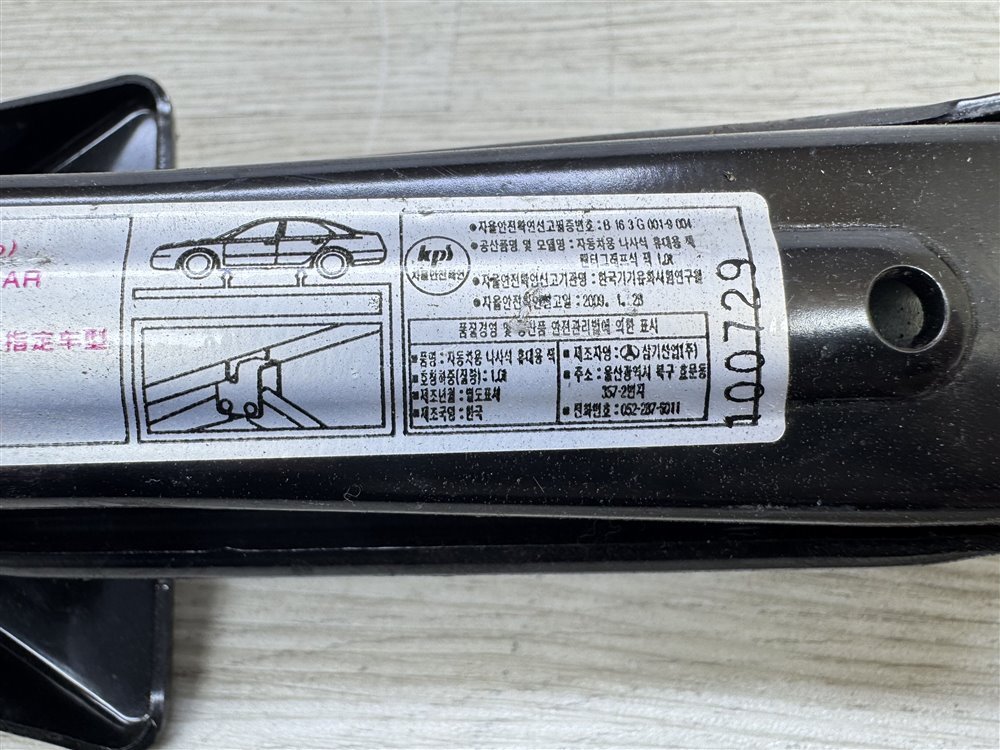 AR
指定车型
kps
자율안전확인
• 자율안전확인신고필증번호 : B 16 3 G 001-9 004
• 공산품명 및 모델명 : 자동차용 나사식 휴대용 잭
팬터그래프식 잭 1.0t
• 자율안전확인신고기관명 : 한국기기유화시험연구원
• 자율안전확인신고일 : 2009. 1. 28
품질경영 및 공산품 안전관리법에 의한 표시
■ 품명 : 자동차용 나사식 휴대용 잭
■ 호칭하중(질량) : 1.0t
■ 제조년월 : 별도표세
■ 제조국명 : 한국
■ 제조자명 : 삼기산업(주)
■ 주소 : 울산광역시 북구 효문동
357-2번지
■ 전화번호 : 052-287-6011
100729